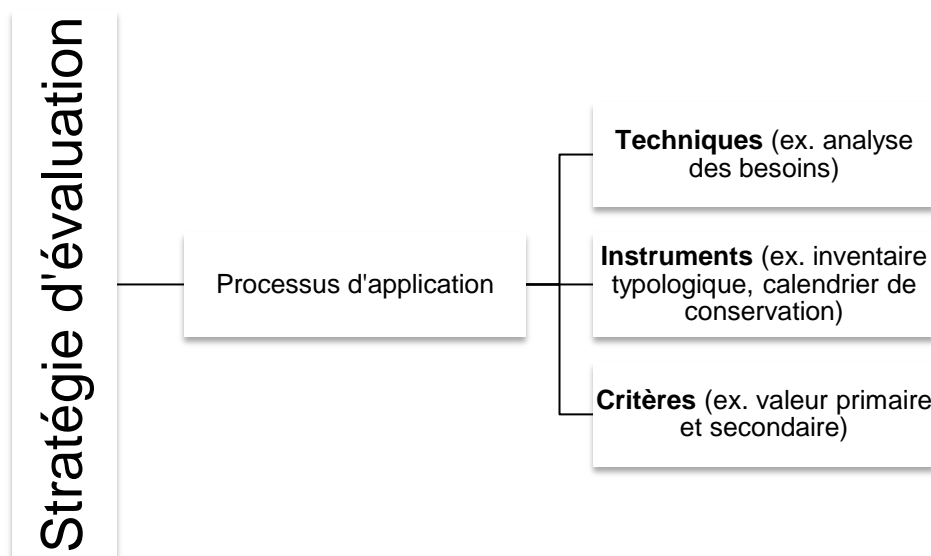 Stratégie d'évaluation
Processus d'application
Techniques (ex. analyse
des besoins)
Instruments (ex. inventaire
typologique, calendrier de
conservation)
Critères (ex. valeur primaire
et secondaire)